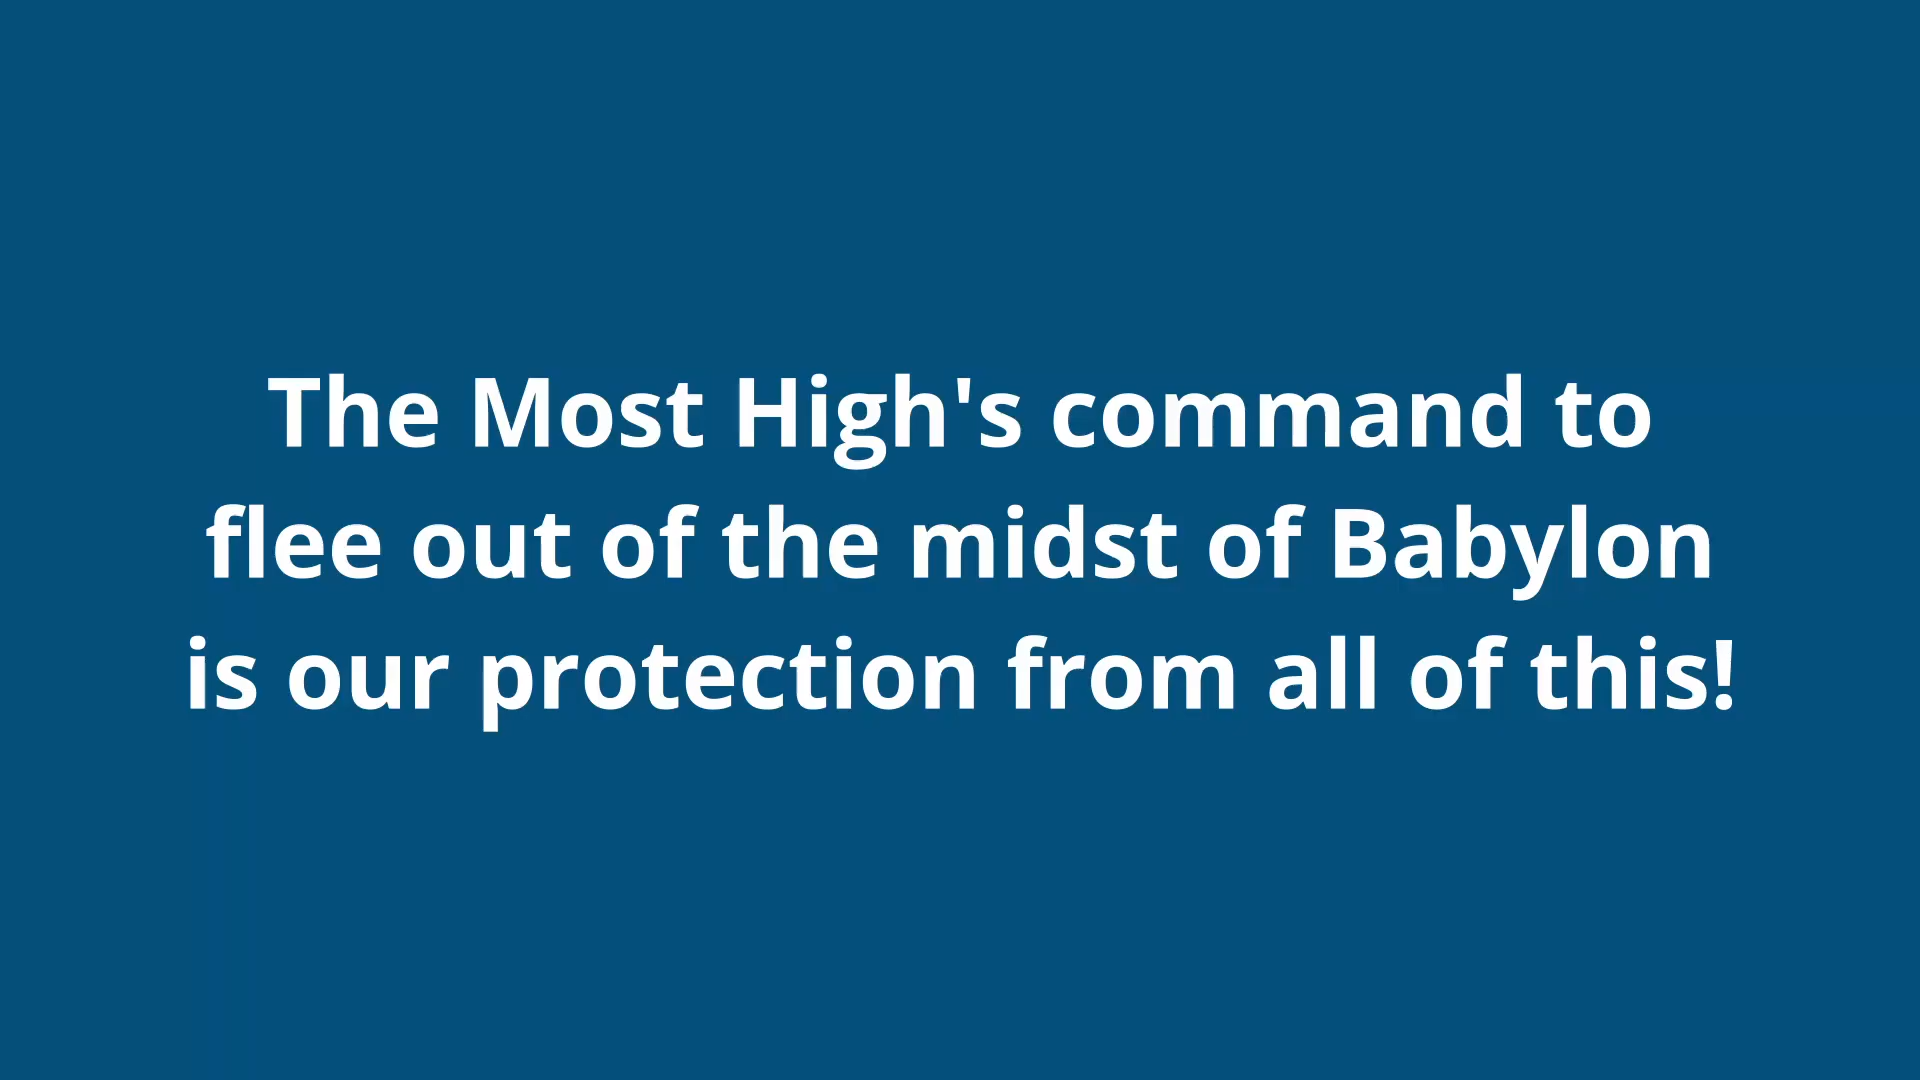 The Most High's command to
flee out of the midst of Babylon
is our protection from all of this!